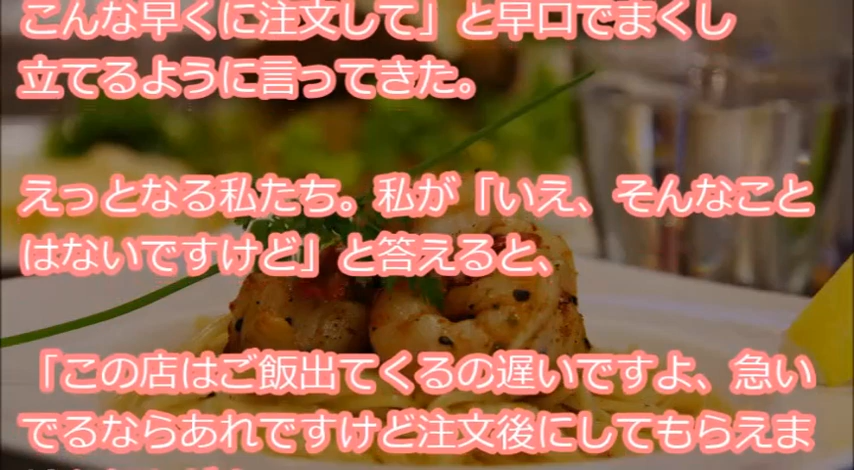 こんな早くに注文して」と早口でまくし
立てるように言ってきた。
えっとなる私たち。私が「いえ、そんなこと
はないですけど」と答えると、
「この店はご飯出てくるの遅いですよ、急い
でるならあれですけど注文後にしてもらえま